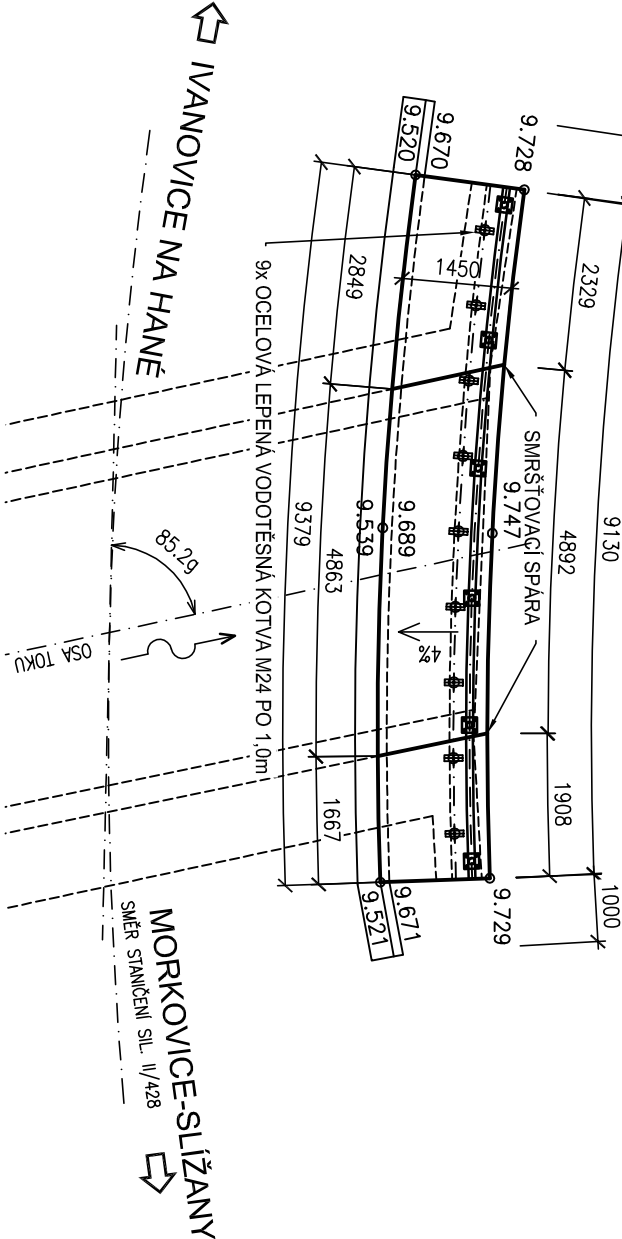 IVANOVICE NA HANÉ
9.520
9.670
9.728
1000
9130
2329
4892
1908
1450
2849
4863
1667
9379
SMRŠŤOVACÍ SPÁRA
9.747
9.689
9.539
4%
9x OCELOVÁ LEPENÁ VODOTĚSNÁ KOTVA M24 PO 1,0m
85.2g
OSA TOKU
9.729
9.671
9.521
MORKOVICE-SLÍŽANY
SMĚR STANIČENÍ SIL. II/428